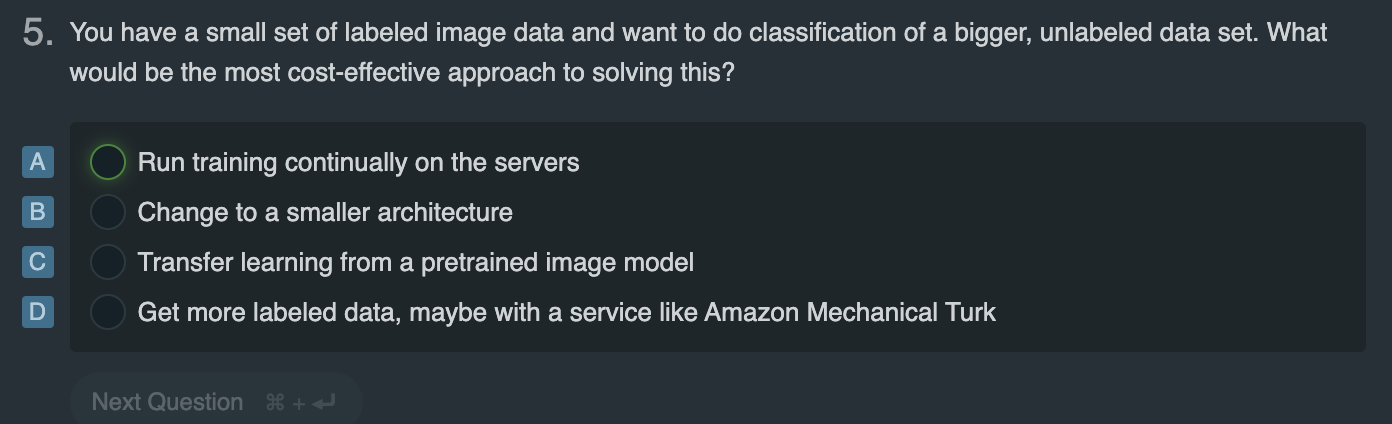 5. You have a small set of labeled image data and want to do classification of a bigger, unlabeled data set. What
would be the most cost-effective approach to solving this?
A Run training continually on the servers
B Change to a smaller architecture
C Transfer learning from a pretrained image model
D Get more labeled data, maybe with a service like Amazon Mechanical Turk
Next Question ⌘ + ↵